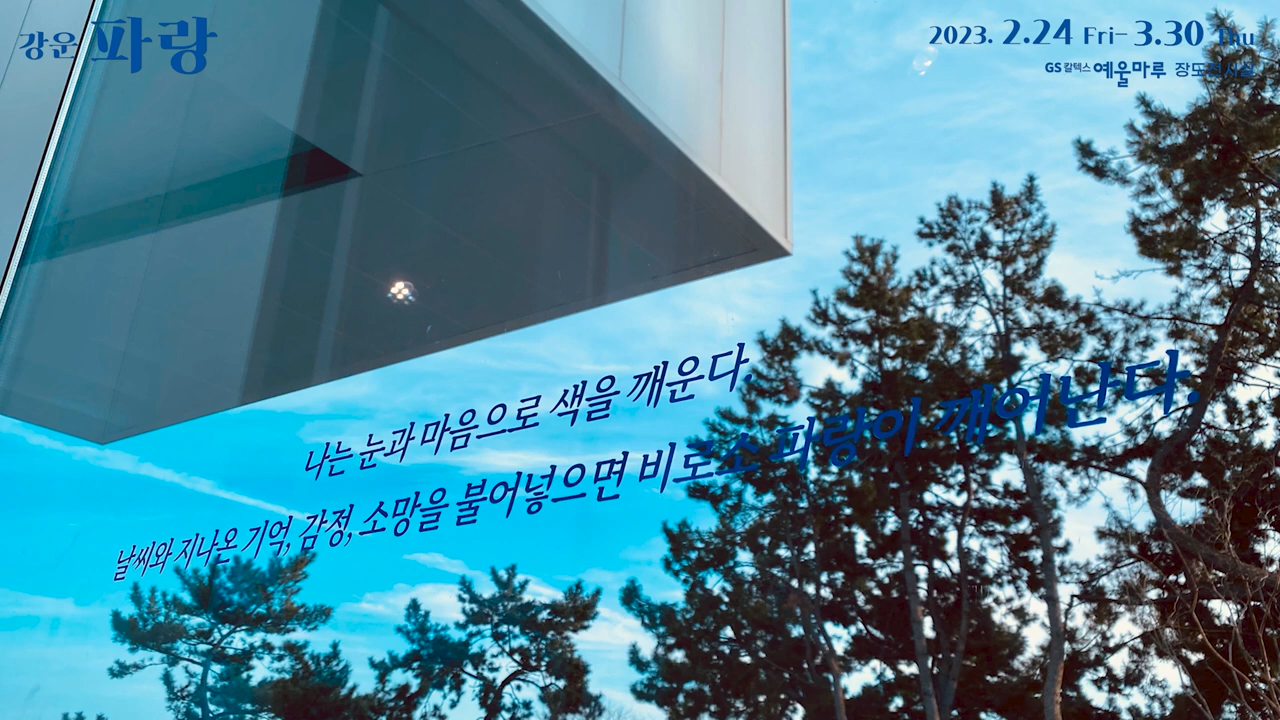 강운 파랑
2023. 2.24 Fri– 3.30 Thu
GS칼텍스 예울마루 장도전시실
나는 눈과 마음으로 색을 깨운다.
날씨와 지나온 기억, 감정, 소망을 불어넣으면 비로소 파랑이 깨어난다.